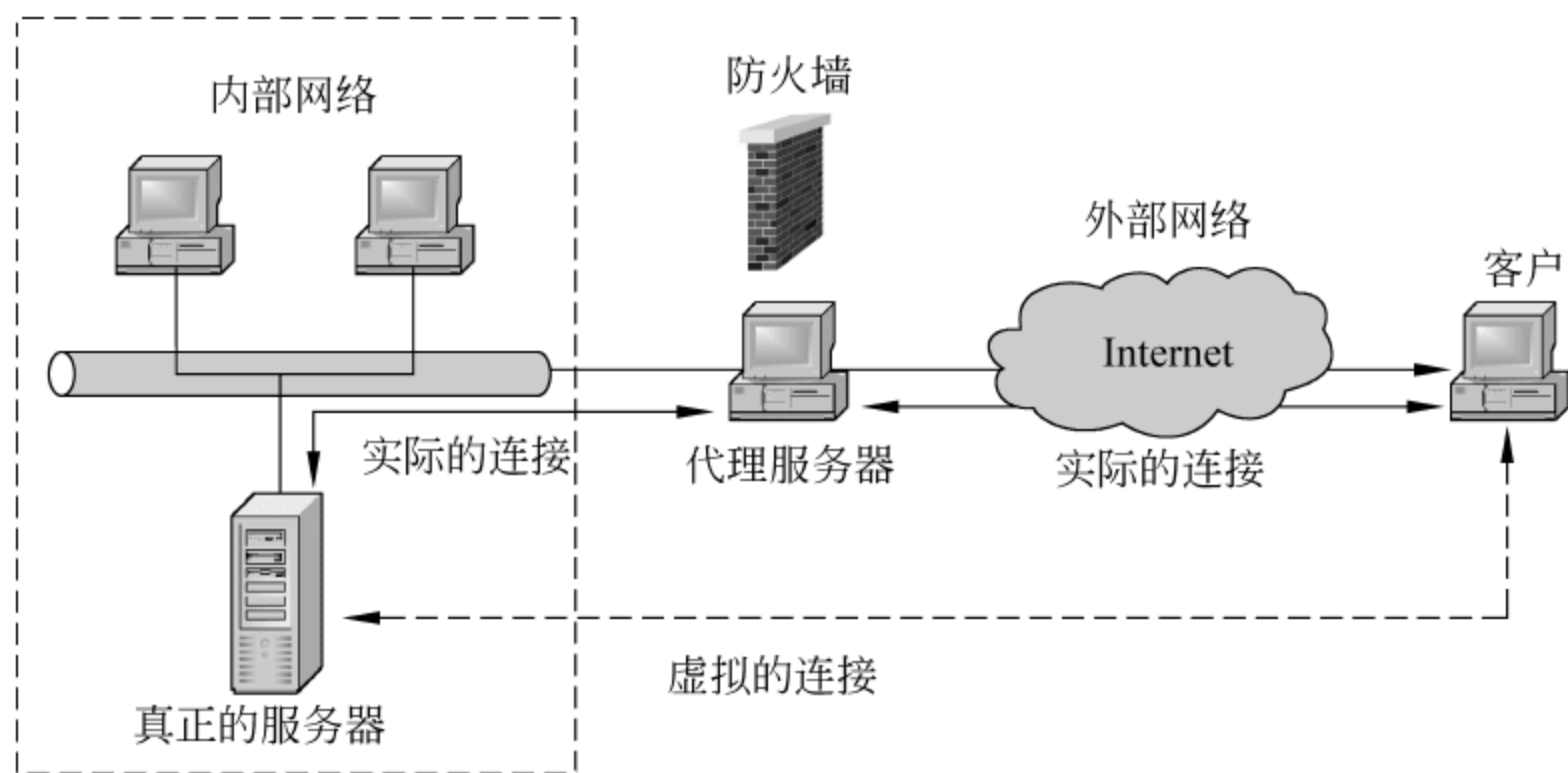 内部网络
防火墙
外部网络
客户
Internet
实际的连接
代理服务器
实际的连接
虚拟的连接
真正的服务器